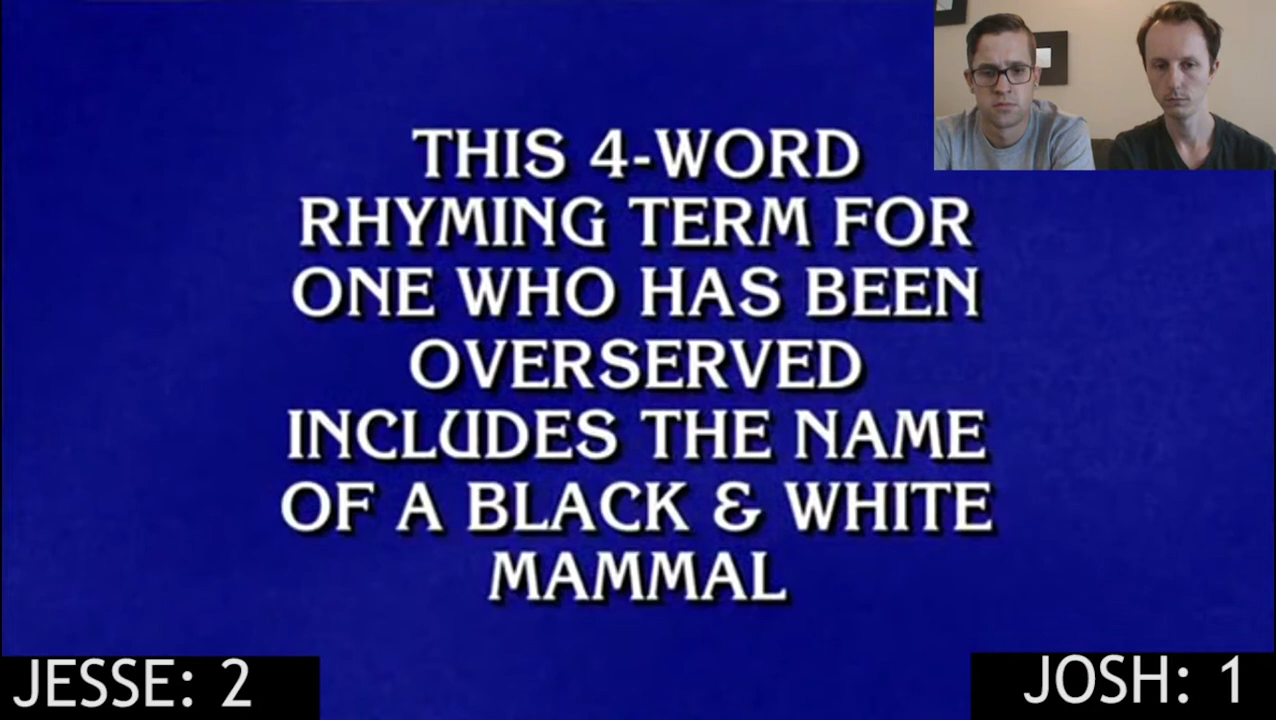 THIS 4-WORD
RHYMING TERM FOR
ONE WHO HAS BEEN
OVERSERVED
INCLUDES THE NAME
OF A BLACK & WHITE
MAMMAL
JESSE: 2
JOSH: 1